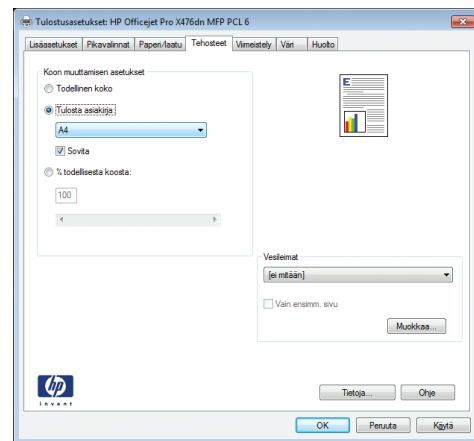 Tulostusasetukset: HP Officejet Pro X476dn MFP PCL 6
Lisäasetukset Pikavalinnat Paperi/laatu Tehosteet Viimeistely Väri Huolto
Koon muuttamisen asetukset
Todellinen koko
Tulosta asiakirja:
A4
Sovita
% todellisesta koosta:
100
E
Vesileimat
[ei mitään]
Vain ensimm. sivu
Muokkaa...
hp
invent
Tietoja... Ohje
OK Peruuta Käytä